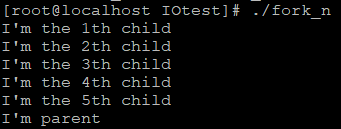 [root@localhost IOtest]# ./fork_n
I'm the 1th child
I'm the 2th child
I'm the 3th child
I'm the 4th child
I'm the 5th child
I'm parent